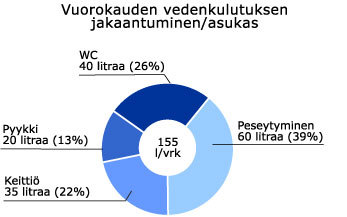 Vuorokauden vedenkulutuksen
jakaantuminen/asukas
WC
40 litraa (26%)
Peseytyminen
60 litraa (39%)
Pyykki
20 litraa (13%)
155
l/vrk
Keittiö
35 litraa (22%)